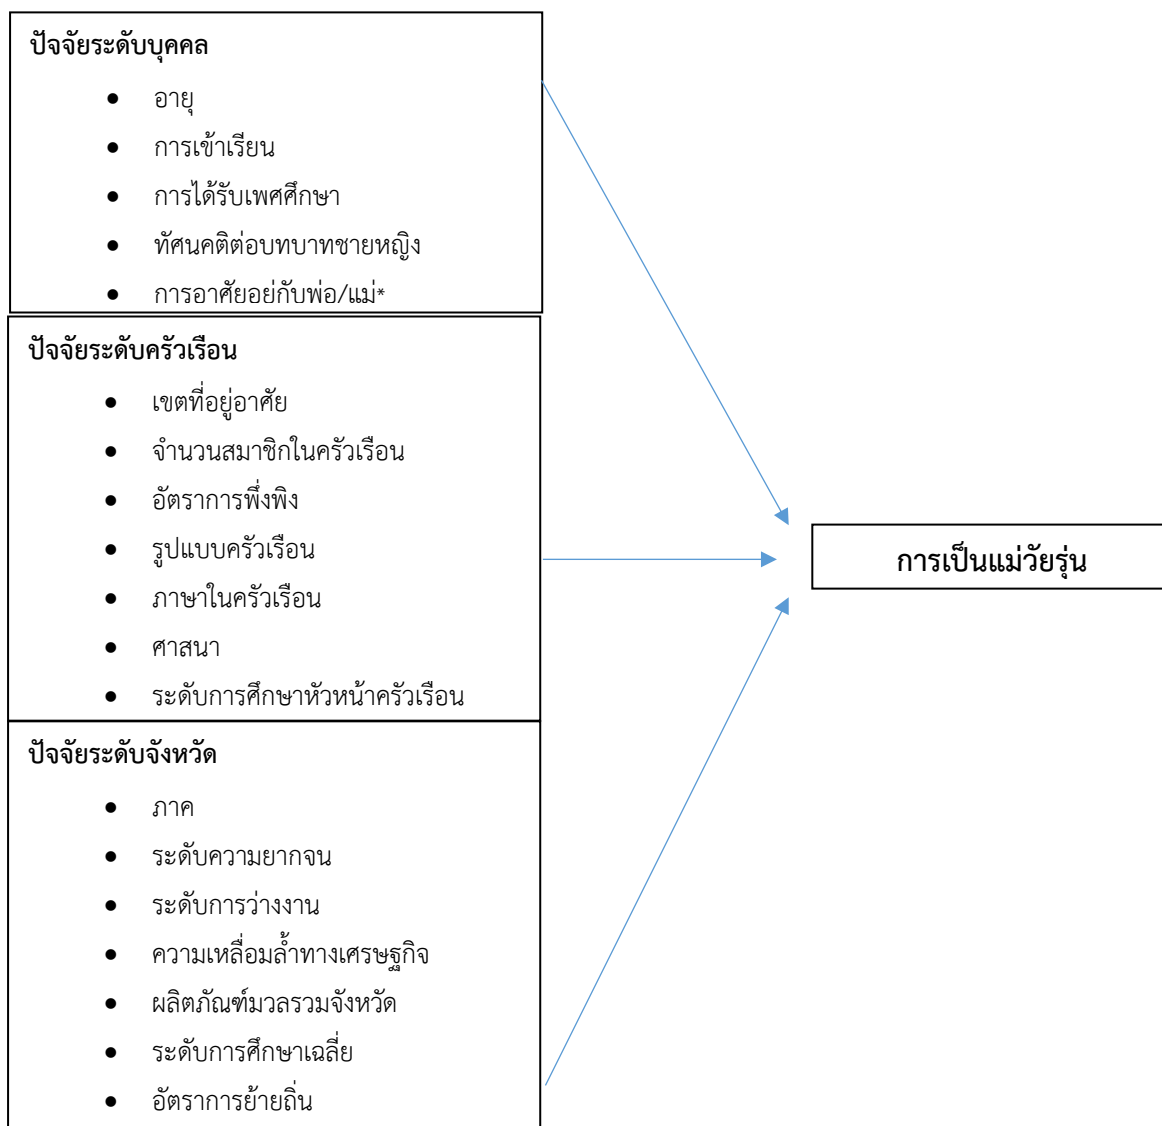 ปัจจัยระดับบุคคล
● อายุ
● การเข้าเรียน
● การได้รับเพศศึกษา
● ทัศนคติต่อบทบาทชายหญิง
● การอาศัยอยู่กับพ่อ/แม่*
ปัจจัยระดับครัวเรือน
● เขตที่อยู่อาศัย
● จำนวนสมาชิกในครัวเรือน
● อัตราการพึ่งพิง
● รูปแบบครัวเรือน
● ภาษาในครัวเรือน
● ศาสนา
● ระดับการศึกษาหัวหน้าครัวเรือน
การเป็นแม่วัยรุ่น
ปัจจัยระดับจังหวัด
● ภาค
● ระดับความยากจน
● ระดับการว่างงาน
● ความเหลื่อมล้ำทางเศรษฐกิจ
● ผลิตภัณฑ์มวลรวมจังหวัด
● ระดับการศึกษาเฉลี่ย
● อัตราการย้ายถิ่น